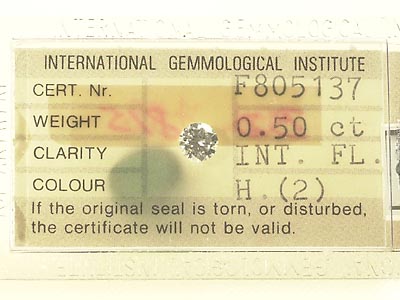 INTERNATIONAL GEMMOLOGICAL INSTITUTE
CERT. Nr. F805137
WEIGHT 0.50 ct
CLARITY INT. FL.
COLOUR H.(2)
If the original seal is torn, or disturbed,
the certificate will not be valid.